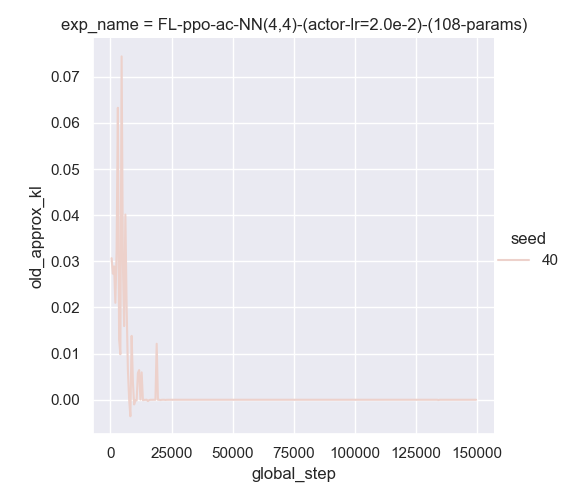 exp_name = FL-ppo-ac-NN(4,4)-(actor-lr=2.0e-2)-(108-params)
0.07
0.06
0.05
0.04
0.03
0.02
0.01
0.00
old_approx_kl
0 25000 50000 75000 100000 125000 150000
global_step
seed
40